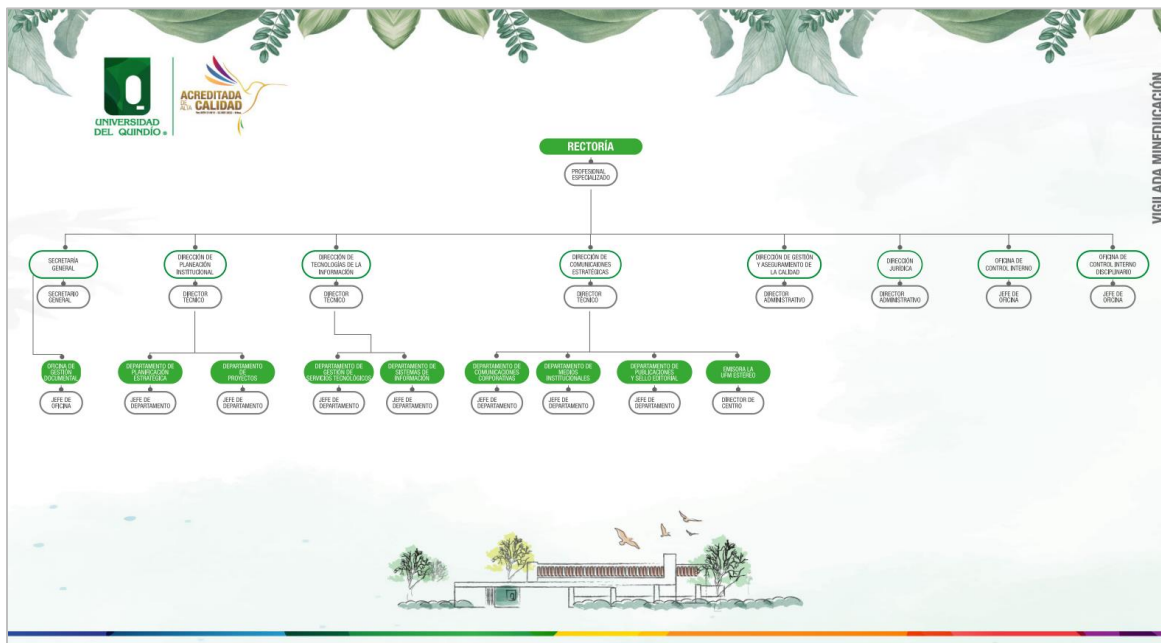 UNIVERSIDAD
DEL QUINDÍO
ACREDITADA
DE ALTA CALIDAD
VIGILADA MINEDUCACIÓN
RECTORÍA
PROFESIONAL
ESPECIALIZADO
SECRETARÍA
GENERAL
SECRETARIO
GENERAL
DIRECCIÓN DE
PLANEACIÓN
INSTITUCIONAL
DIRECTOR
TÉCNICO
DIRECCIÓN DE
TECNOLOGÍAS DE LA
INFORMACIÓN
DIRECTOR
TÉCNICO
DIRECCIÓN DE
COMUNICACIONES
ESTRATÉGICAS
DIRECTOR
TÉCNICO
DIRECCIÓN DE GESTIÓN
Y ASEGURAMIENTO DE
LA CALIDAD
DIRECTOR
ADMINISTRATIVO
DIRECCIÓN
JURÍDICA
DIRECTOR
ADMINISTRATIVO
OFICINA DE
CONTROL INTERNO
JEFE DE
OFICINA
OFICINA DE
CONTROL INTERNO
DISCIPLINARIO
JEFE DE
OFICINA
OFICINA DE
GESTIÓN
DOCUMENTAL
JEFE DE
OFICINA
DEPARTAMENTO DE
PLANIFICACIÓN
ESTRATÉGICA
JEFE DE
DEPARTAMENTO
DEPARTAMENTO
DE
PROYECTOS
JEFE DE
DEPARTAMENTO
DEPARTAMENTO DE
GESTIÓN DE
SERVICIOS TECNOLÓGICOS
JEFE DE
DEPARTAMENTO
DEPARTAMENTO DE
SISTEMAS DE
INFORMACIÓN
JEFE DE
DEPARTAMENTO
DEPARTAMENTO DE
COMUNICACIONES
CORPORATIVAS
JEFE DE
DEPARTAMENTO
DEPARTAMENTO DE
MEDIOS
INSTITUCIONALES
JEFE DE
DEPARTAMENTO
DEPARTAMENTO DE
PUBLICACIONES
Y SELLO EDITORIAL
JEFE DE
DEPARTAMENTO
EMISORA LA
UFM ESTÉREO
DIRECTOR DE
CENTRO